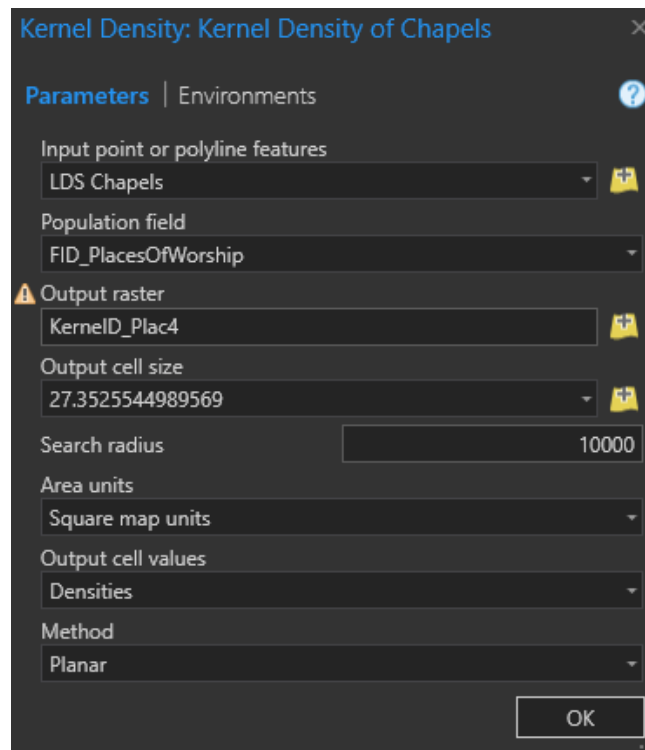 Kernel Density: Kernel Density of Chapels
Parameters | Environments
Input point or polyline features
LDS Chapels
Population field
FID_PlacesOfWorship
Output raster
KernelD_Plac4
Output cell size
27.3525544989569
Search radius
10000
Area units
Square map units
Output cell values
Densities
Method
Planar
OK